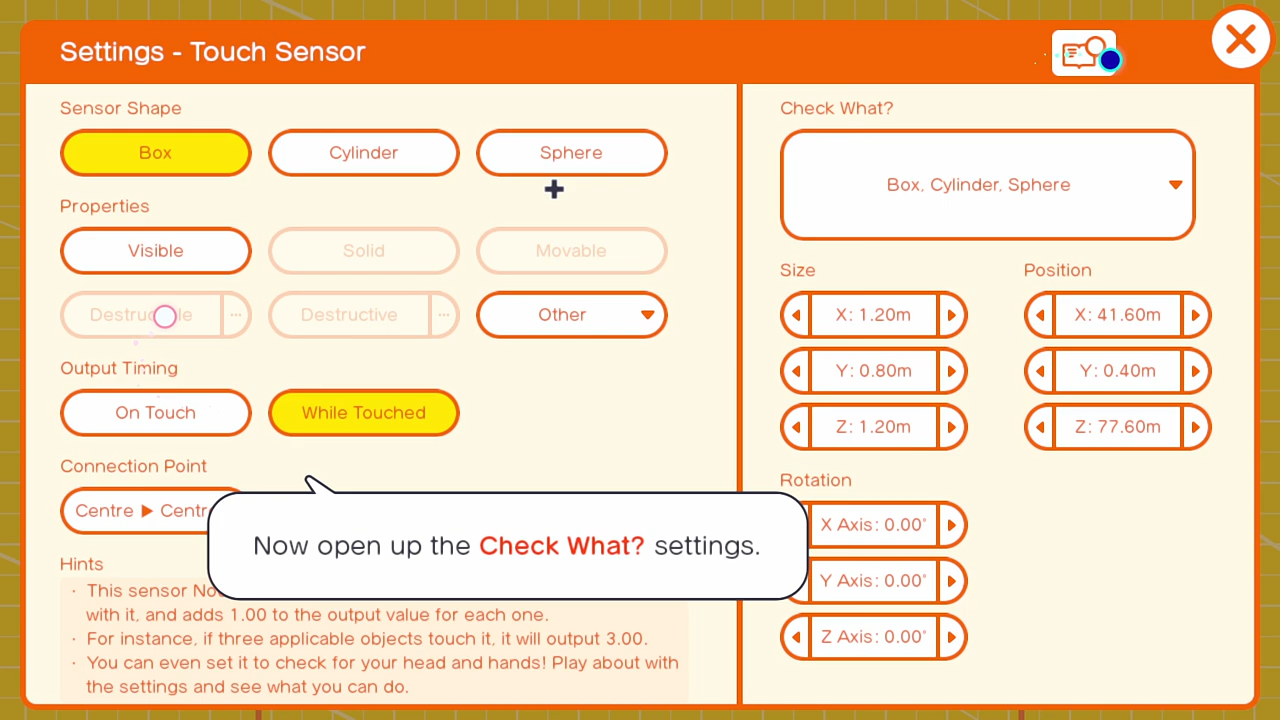 Settings - Touch Sensor
Sensor Shape
Box
Cylinder
Sphere
Properties
Visible
Solid
Movable
Destructive
Other
Output Timing
On Touch
While Touched
Connection Point
Centre ▶
Now open up the Check What? settings.
Hints
· This sensor
with it, and adds 1.00 to the output value for each one.
· For instance, if three applicable objects touch it, it will output 3.00.
· You can even set it to check for your head and hands! Play about with
the settings and see what you can do.
Check What?
Box, Cylinder, Sphere
Size
X: 1.20m
Y: 0.80m
Z: 1.20m
Position
X: 41.60m
Y: 0.40m
Z: 77.60m
Rotation
X Axis: 0.00°
Y Axis: 0.00°
Z Axis: 0.00°